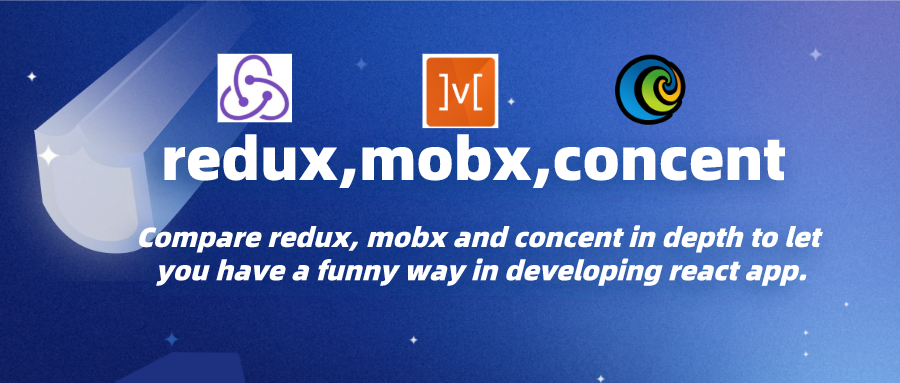 ]v[
redux,mobx,concent
Compare redux, mobx and concent in depth to let
you have a funny way in developing react app.